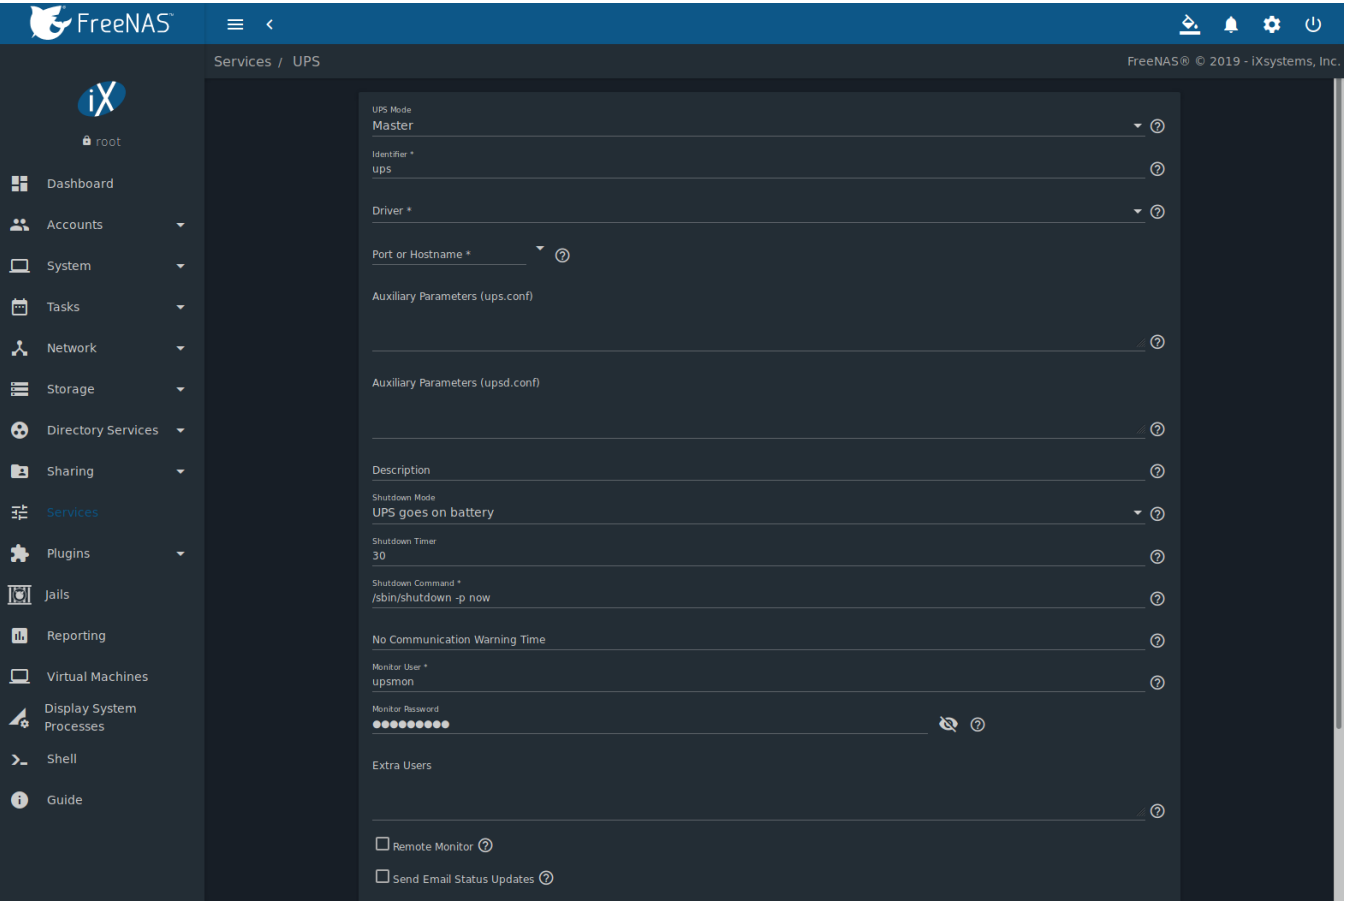 FreeNAS™
Services / UPS
FreeNAS® © 2019 - iXsystems, Inc.
iX
root
Dashboard
Accounts
System
Tasks
Network
Storage
Directory Services
Sharing
Services
Plugins
Jails
Reporting
Virtual Machines
Display System
Processes
Shell
Guide
UPS Mode
Master
Identifier *
ups
Driver *
Port or Hostname *
Auxiliary Parameters (ups.conf)
Auxiliary Parameters (upsd.conf)
Description
Shutdown Mode
UPS goes on battery
Shutdown Timer
30
Shutdown Command *
/sbin/shutdown -p now
No Communication Warning Time
Monitor User *
upsmon
Monitor Password
●●●●●●●●●
Extra Users
Remote Monitor
Send Email Status Updates